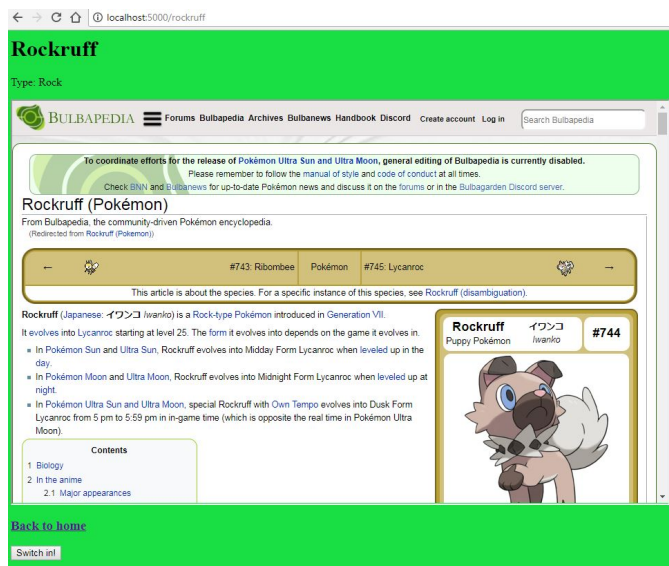 localhost:5000/rockruff
Rockruff
Type: Rock
BULBAPEDIA Forums Bulbapedia Archives Bulbanews Handbook Discord Create account Log in Search Bulbapedia
To coordinate efforts for the release of Pokémon Ultra Sun and Ultra Moon, general editing of Bulbapedia is currently disabled.
Please remember to follow the manual of style and code of conduct at all times.
Check BNN and Bulbanews for up-to-date Pokémon news and discuss it on the forums or in the Bulbagarden Discord server.
Rockruff (Pokémon)
From Bulbapedia, the community-driven Pokémon encyclopedia.
(Redirected from Rockruff (Pokemon))
← #743: Ribombee Pokémon #745: Lycanroc →
This article is about the species. For a specific instance of this species, see Rockruff (disambiguation).
Rockruff (Japanese: イワンコ Iwanko) is a Rock-type Pokémon introduced in Generation VII.
It evolves into Lycanroc starting at level 25. The form it evolves into depends on the game it evolves in.
In Pokémon Sun and Ultra Sun, Rockruff evolves into Midday Form Lycanroc when leveled up in the
day.
In Pokémon Moon and Ultra Moon, Rockruff evolves into Midnight Form Lycanroc when leveled up at
night.
In Pokémon Ultra Sun and Ultra Moon, special Rockruff with Own Tempo evolves into Dusk Form
Lycanroc from 5 pm to 5:59 pm in in-game time (which is opposite the real time in Pokémon Ultra
Moon).
Rockruff イワンコ #744
Puppy Pokémon Iwanko
Contents
1 Biology
2 In the anime
2.1 Major appearances
Back to home
Switch in!